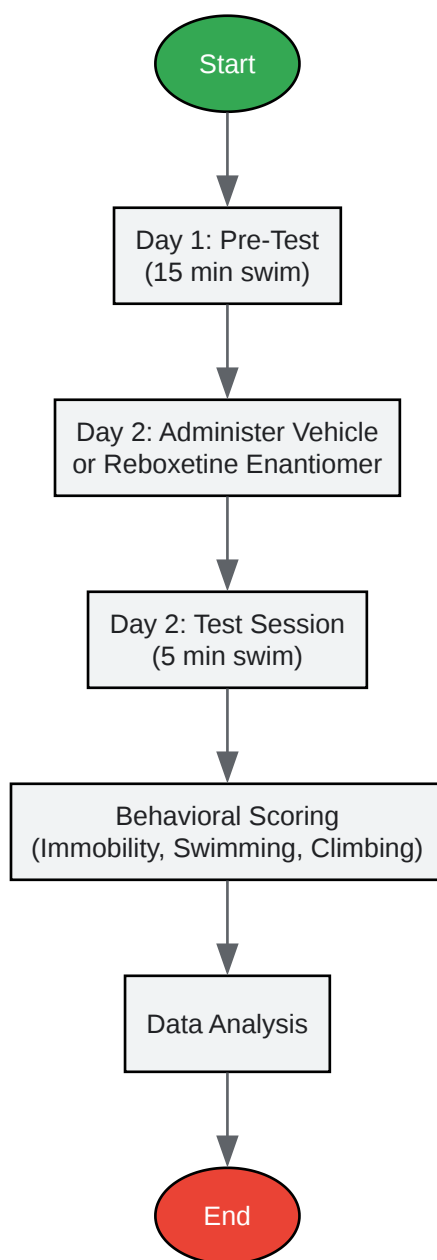 Start
Day 1: Pre-Test
(15 min swim)
Day 2: Administer Vehicle
or Reboxetine Enantiomer
Day 2: Test Session
(5 min swim)
Behavioral Scoring
(Immobility, Swimming, Climbing)
Data Analysis
End